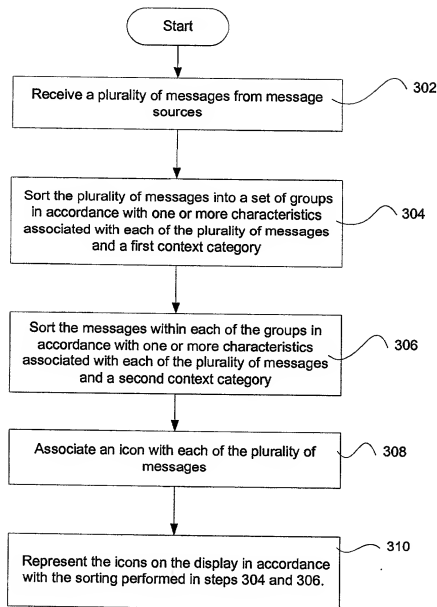 Start
Receive a plurality of messages from message
sources
302
Sort the plurality of messages into a set of groups
in accordance with one or more characteristics
associated with each of the plurality of messages
and a first context category
304
Sort the messages within each of the groups in
accordance with one or more characteristics
associated with each of the plurality of messages
and a second context category
306
Associate an icon with each of the plurality of
messages
308
Represent the icons on the display in accordance
with the sorting performed in steps 304 and 306.
310